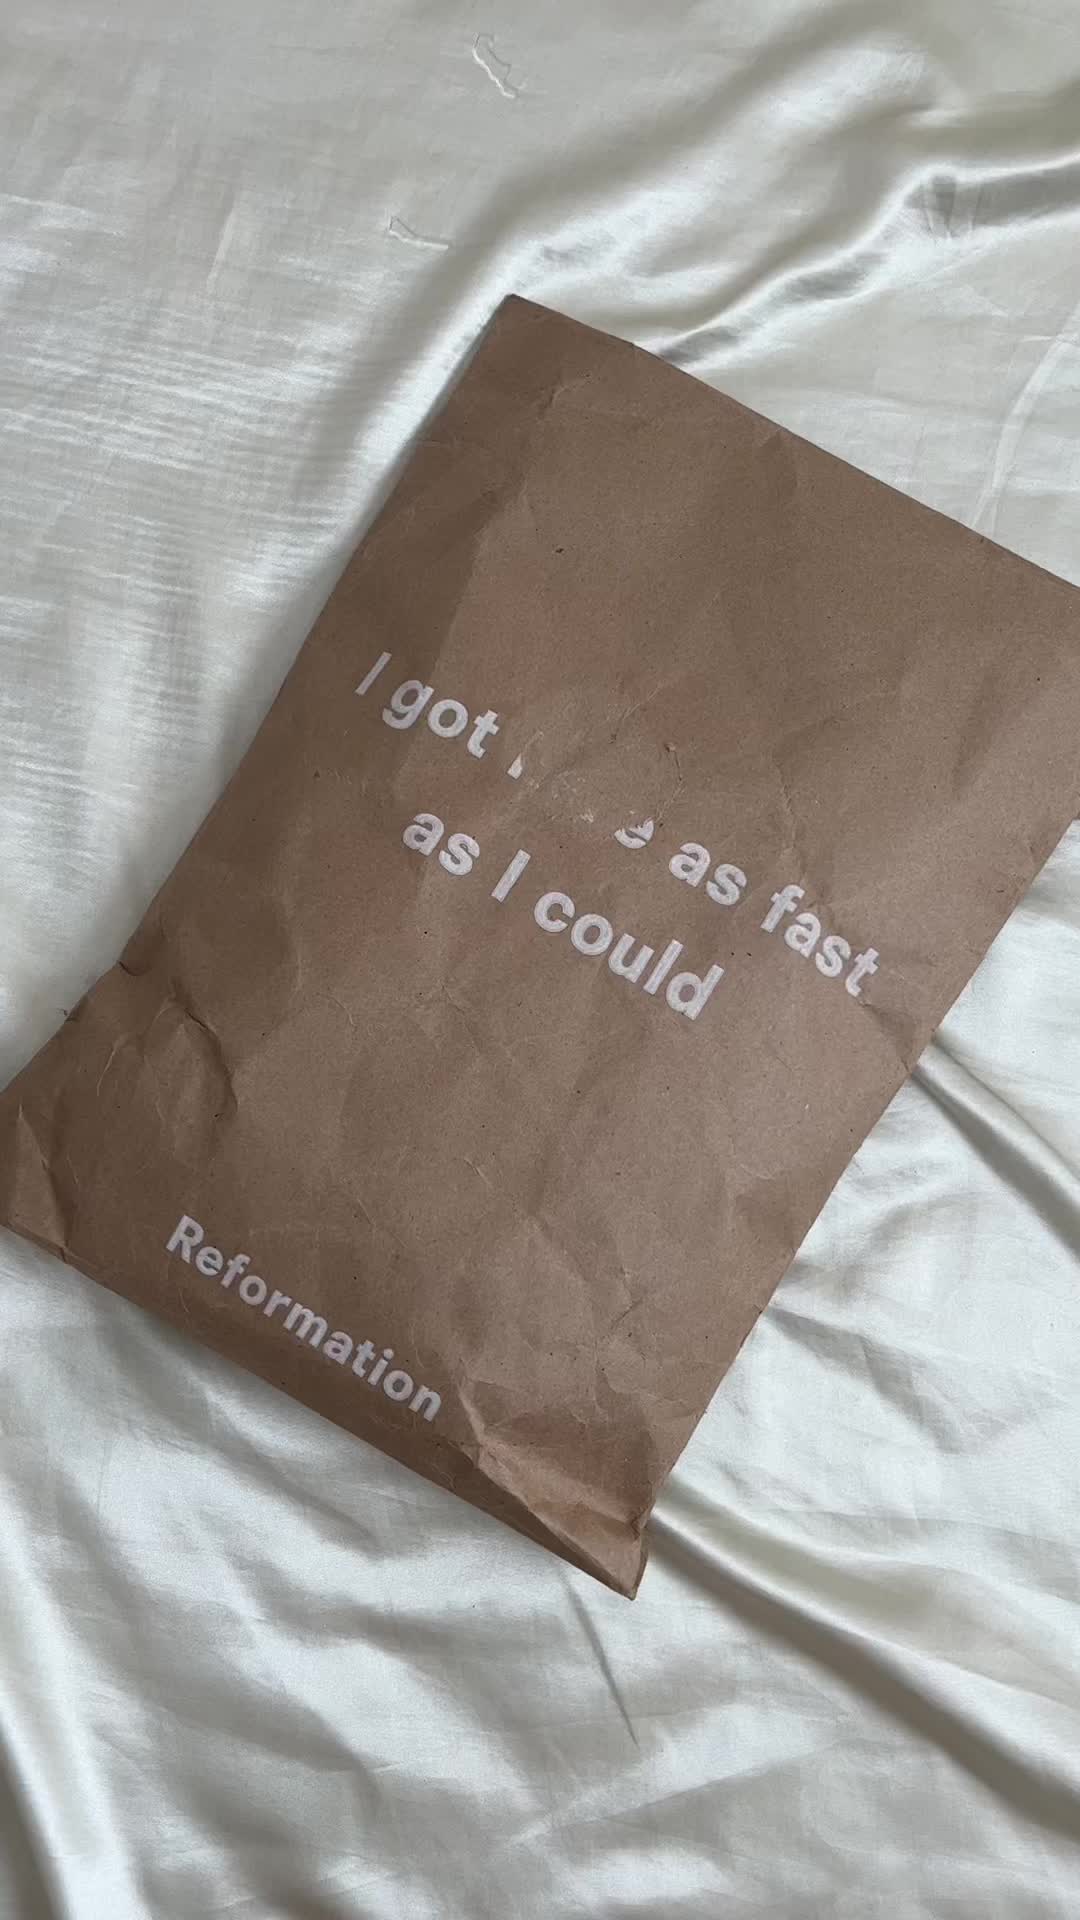 I got as fast
as I could
Reformation